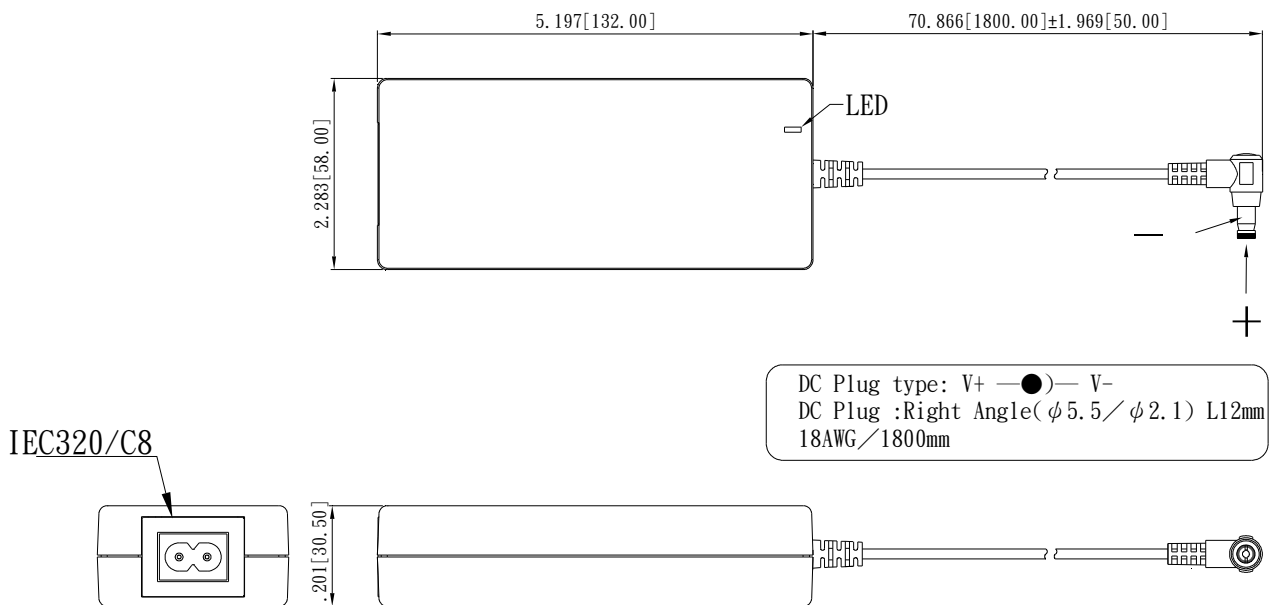 5.197[132.00]
70.866[1800.00]±1.969[50.00]
LED
2.283[58.00]
—
+
DC Plug type: V+ —●)— V-
DC Plug :Right Angle(φ5.5／φ2.1) L12mm
18AWG／1800mm
IEC320/C8
.201[30.50]